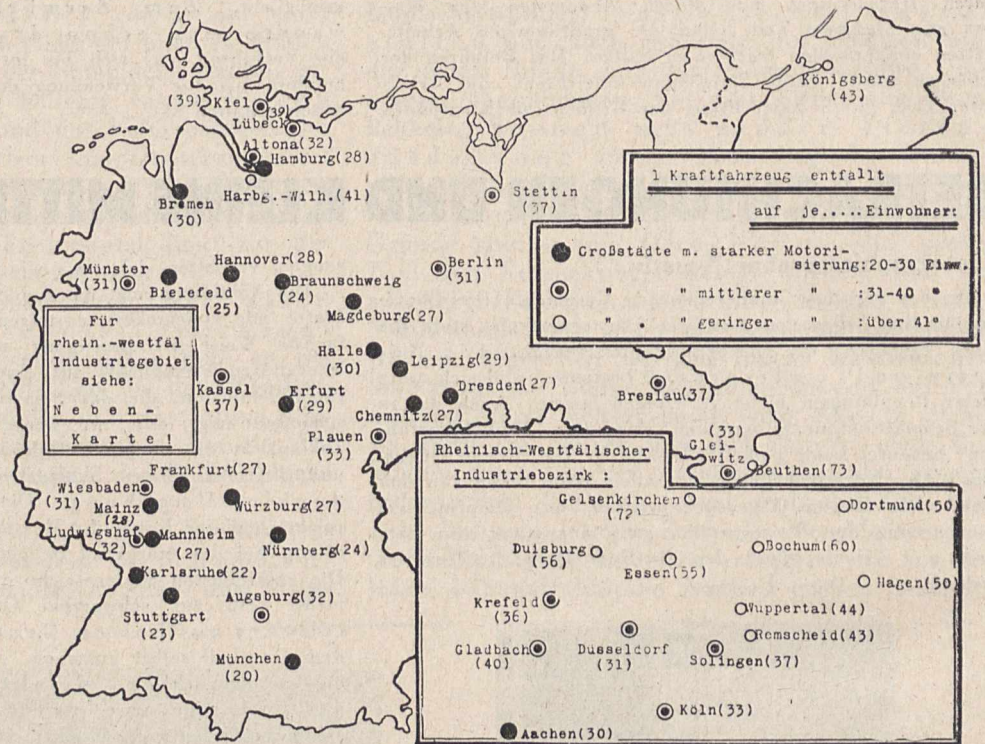 Königsberg
(43)
(39) Kiel
(39)
Lübeck
Altona(32)
Hamburg(28)
Harbg.-Wilh.(41)
Bremen
(30)
Stettin
(37)
1 Kraftfahrzeug entfällt
auf je.....Einwohner:
Großstädte m. starker Motori-
sierung:20-30 Einw.
" " mittlerer " :31-40 "
" . " geringer " :über 41"
Münster
(31)
Bielefeld
(25)
Hannover(28)
Braunschweig
(24)
Magdeburg(27)
Berlin
(31)
Für
rhein.-westfäl
Industriegebiet
siehe:
Neben-
Karte!
Kassel
(37)
Halle
(30)
Leipzig(29)
Erfurt
(29)
Dresden(27)
Chemnitz(27)
Plauen
(33)
Breslau(37)
(33)
Glei-
witz
Beuthen(73)
Frankfurt(27)
Wiesbaden
(31)
Mainz
(28)
Würzburg(27)
Ludwigshaf.
(32)
Mannheim
(27)
Nürnberg(24)
Karlsruhe(22)
Stuttgart
(23)
Augsburg(32)
München
(20)
Rheinisch-Westfälischer
Industriebezirk :
Gelsenkirchen
(72)
Dortmund(50)
Duisburg
(56)
Essen(55)
Bochum(60)
Hagen(50)
Krefeld
(36)
Wuppertal(44)
Remscheid(43)
Gladbach
(40)
Düsseldorf
(31)
Solingen(37)
Köln(33)
Aachen(30)